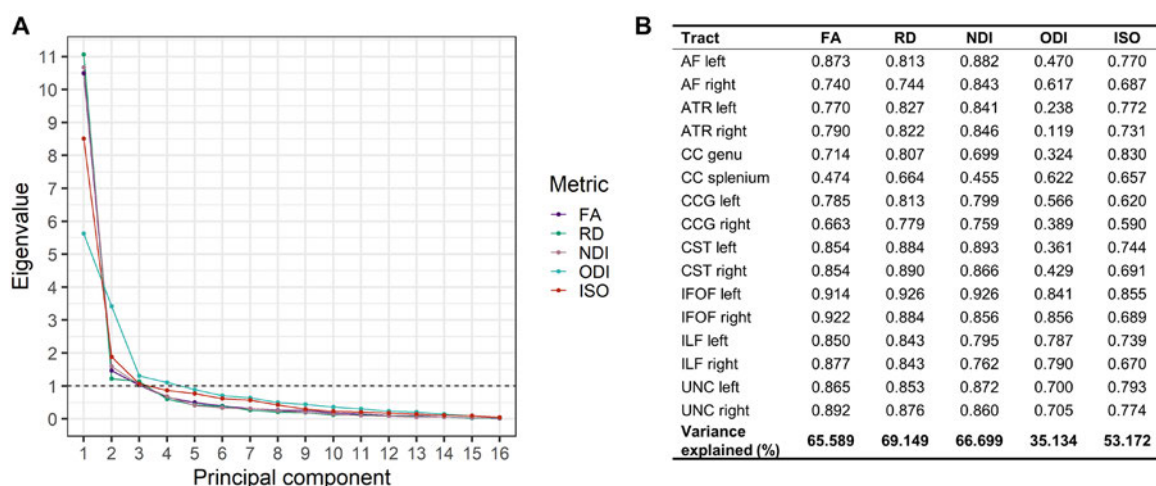 A
Eigenvalue
11
10
9
8
7
6
5
4
3
2
1
0
1 2 3 4 5 6 7 8 9 10 11 12 13 14 15 16
Principal component
Metric
FA
RD
NDI
ODI
ISO
B
Tract FA RD NDI ODI ISO
AF left 0.873 0.813 0.882 0.470 0.770
AF right 0.740 0.744 0.843 0.617 0.687
ATR left 0.770 0.827 0.841 0.238 0.772
ATR right 0.790 0.822 0.846 0.119 0.731
CC genu 0.714 0.807 0.699 0.324 0.830
CC splenium 0.474 0.664 0.455 0.622 0.657
CCG left 0.785 0.813 0.799 0.566 0.620
CCG right 0.663 0.779 0.759 0.389 0.590
CST left 0.854 0.884 0.893 0.361 0.744
CST right 0.854 0.890 0.866 0.429 0.691
IFOF left 0.914 0.926 0.926 0.841 0.855
IFOF right 0.922 0.884 0.856 0.856 0.689
ILF left 0.850 0.843 0.795 0.787 0.739
ILF right 0.877 0.843 0.762 0.790 0.670
UNC left 0.865 0.853 0.872 0.700 0.793
UNC right 0.892 0.876 0.860 0.705 0.774
Variance
explained (%) 65.589 69.149 66.699 35.134 53.172